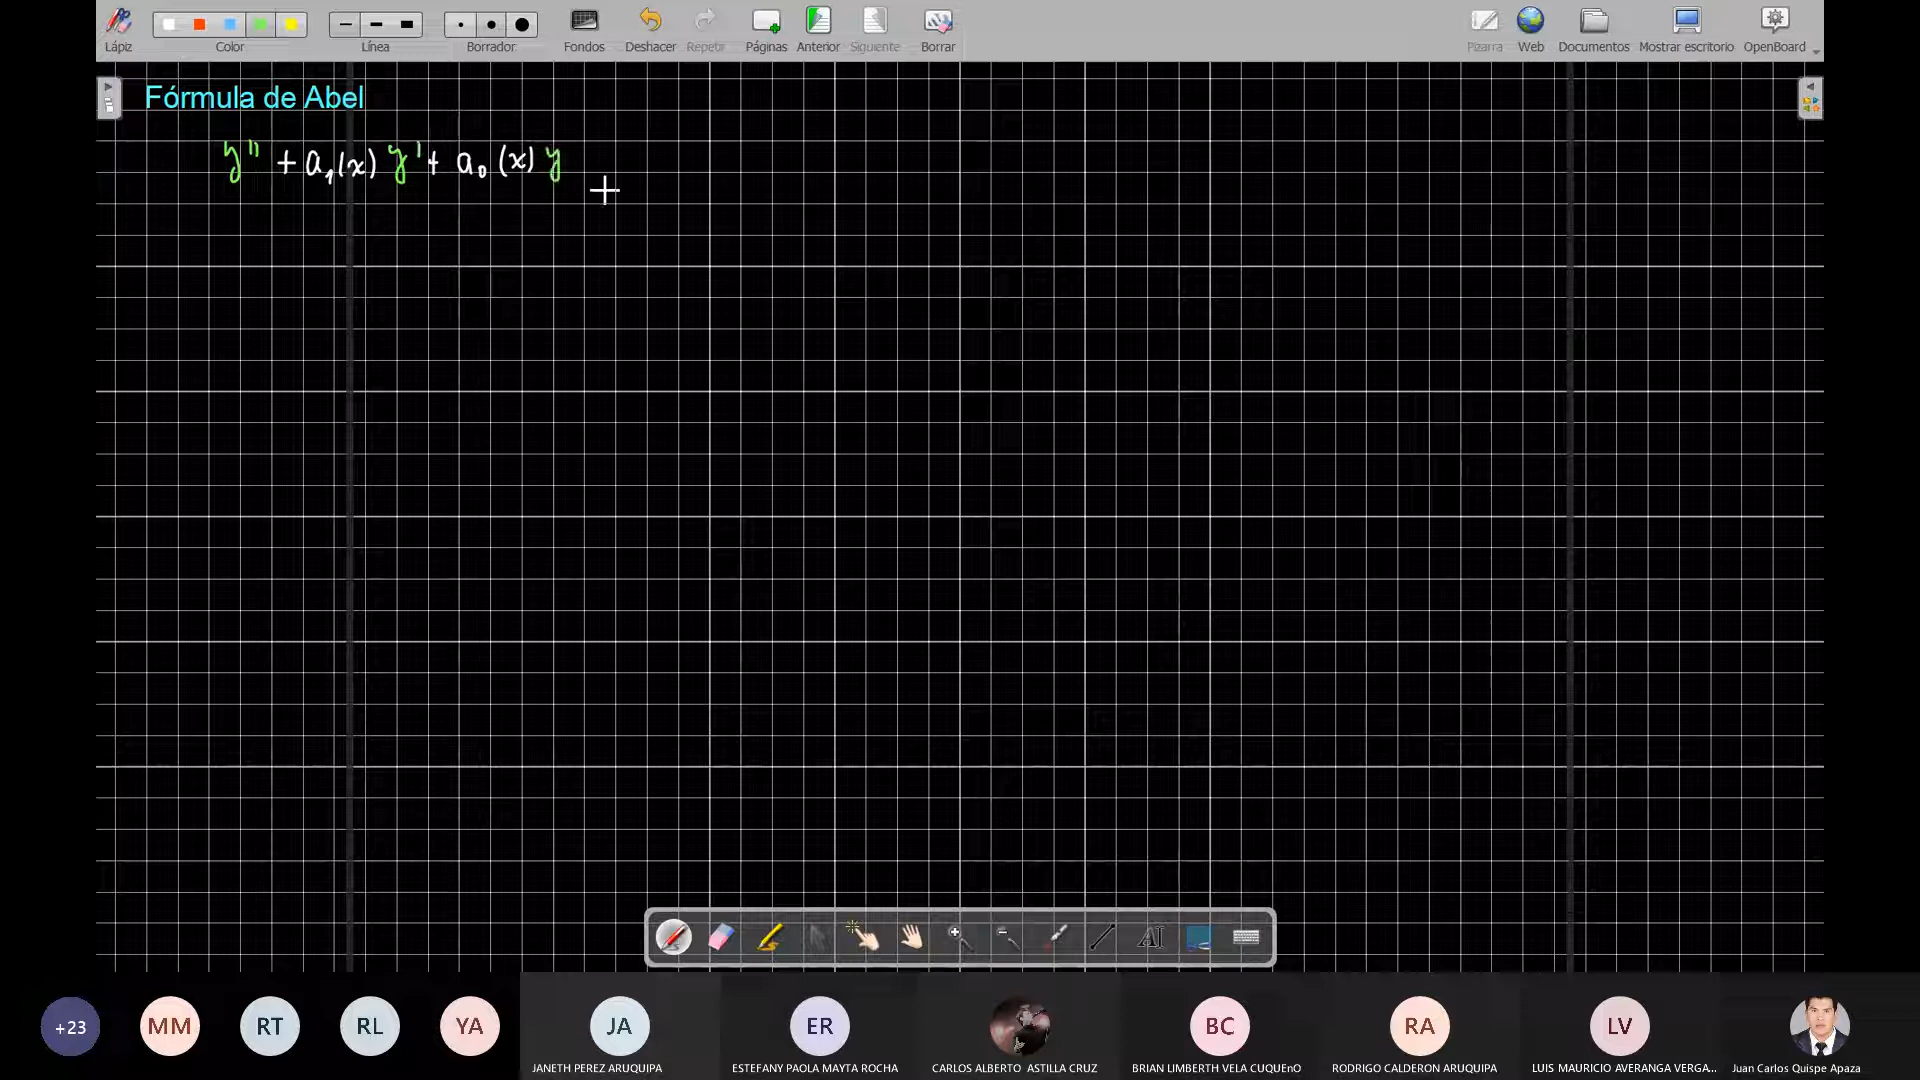 Lápiz Color Línea Borrador Fondos Deshacer Repetir Páginas Anterior Siguiente Borrar Pizarra Web Documentos Mostrar escritorio OpenBoard
Fórmula de Abel
y'' + a₁(x) y' + a₀(x) y
+23 MM RT RL YA JA ER BC RA LV
JANETH PEREZ ARUQUIPA ESTEFANY PAOLA MAYTA ROCHA CARLOS ALBERTO ASTILLA CRUZ BRIAN LIMBERTH VELA CUQUEnO RODRIGO CALDERON ARUQUIPA LUIS MAURICIO AVERANGA VERGA... Juan Carlos Quispe Apaza